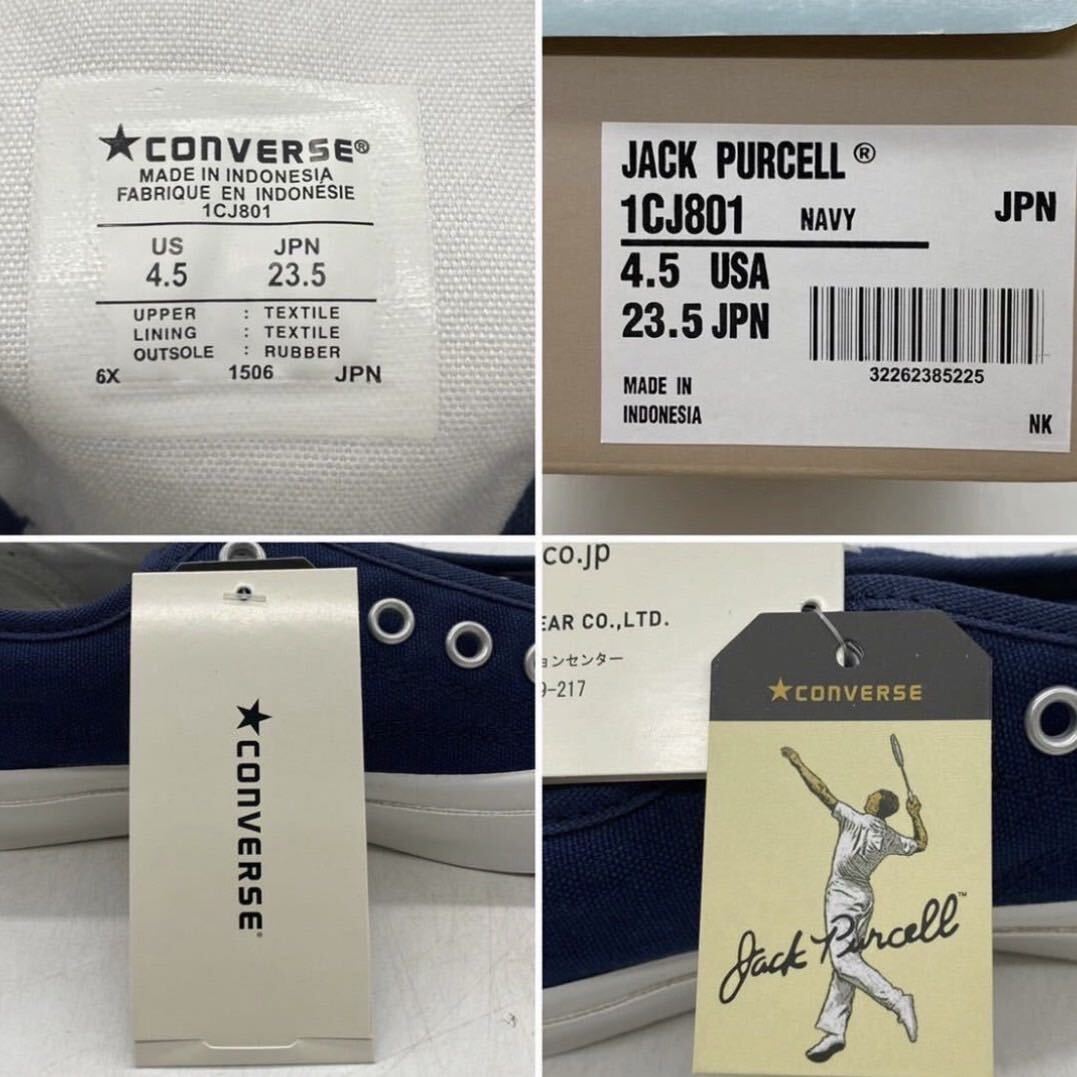 ★CONVERSE®
MADE IN INDONESIA
FABRIQUE EN INDONÉSIE
1CJ801
US JPN
4.5 23.5
UPPER : TEXTILE
LINING : TEXTILE
OUTSOLE : RUBBER
6X 1506 JPN
JACK PURCELL®
1CJ801 NAVY JPN
4.5 USA
23.5 JPN
32262385225
MADE IN
INDONESIA
NK
★CONVERSE®
co.jp
EAR CO.,LTD.
ョンセンター
9-217
★CONVERSE
Jack Purcell™